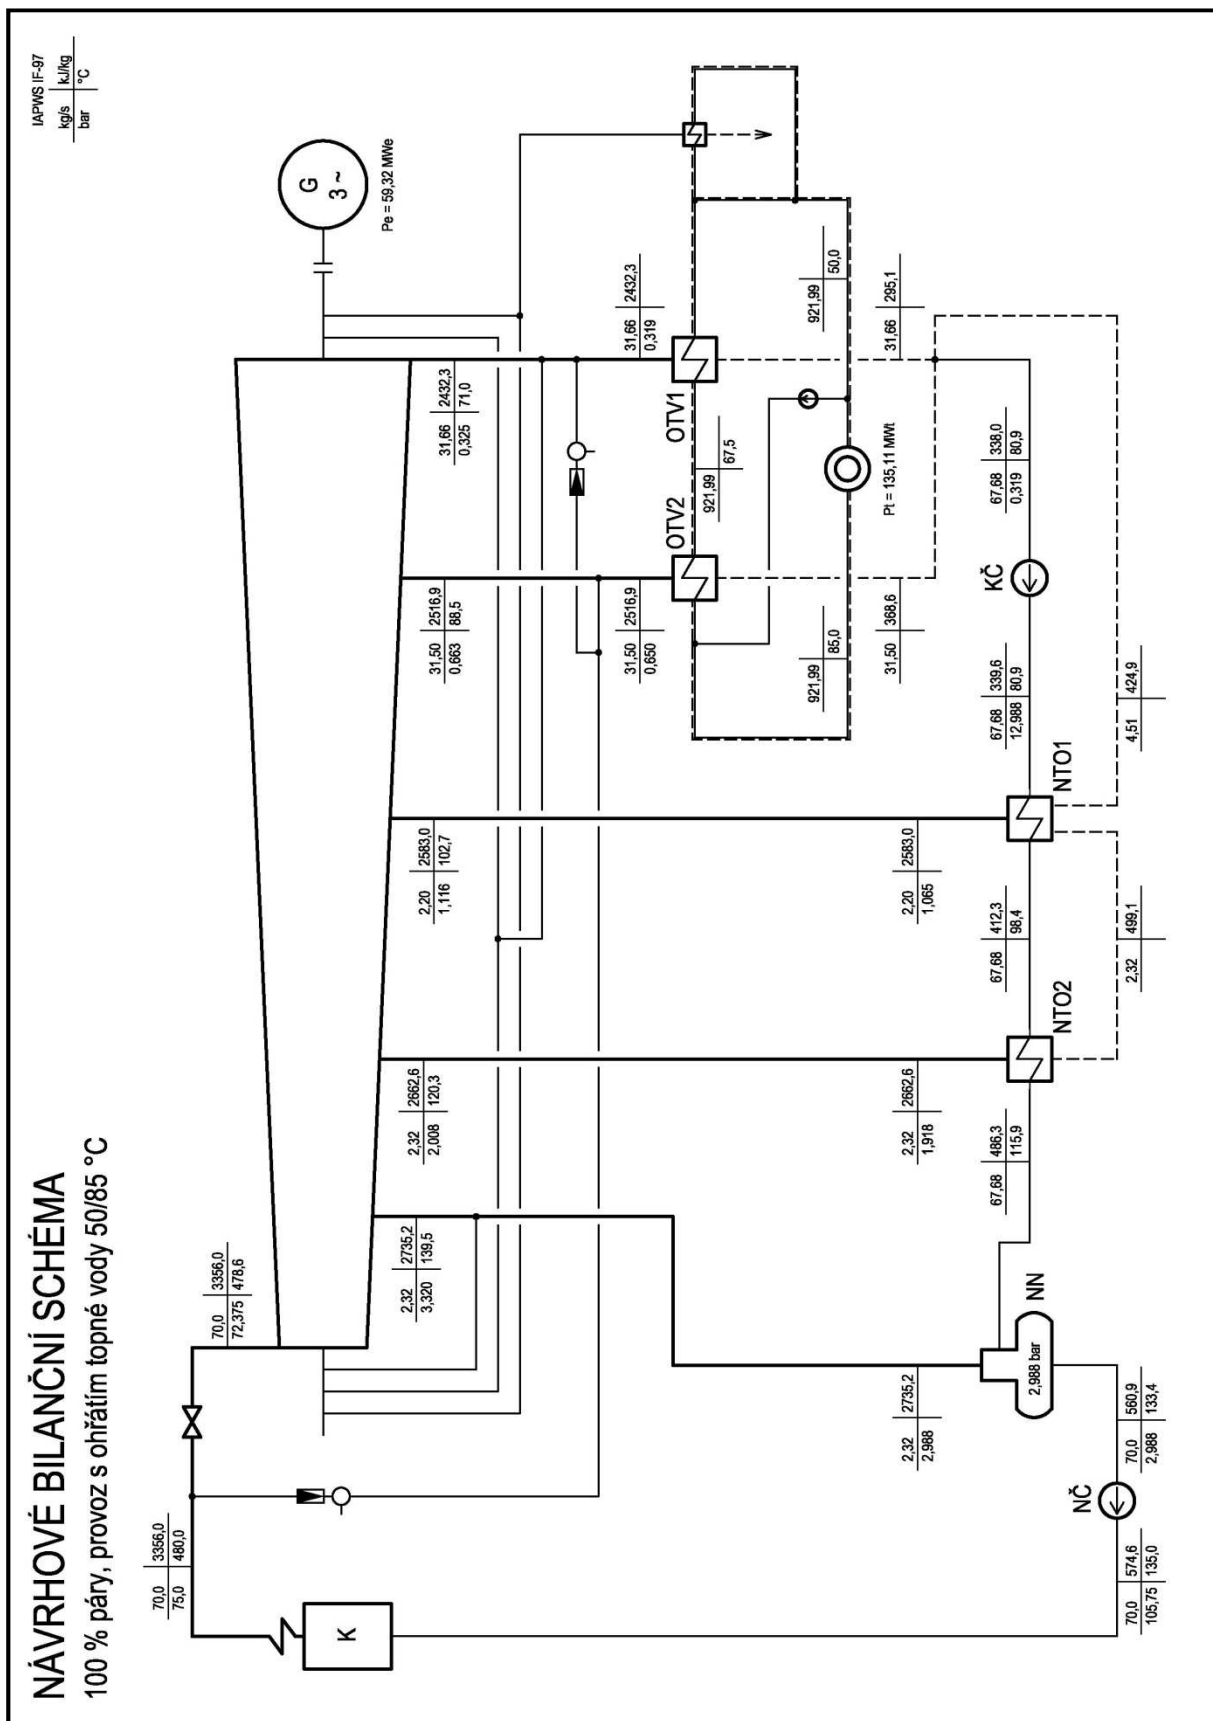 NÁVRHOVÉ BILANČNÍ SCHÉMA
100 % páry, provoz s ohřátím topné vody 50/85 °C
IAPWS IF-97
kg/s kJ/kg
bar °C
70,0 3356,0
75,0 480,0
70,0 3356,0
72,375 478,6
G
3 ~
Pe = 59,32 MWe
K
2,32 2735,2
3,320 139,5
2,32 2662,6
2,008 120,3
2,20 2583,0
1,116 102,7
31,50 2516,9
0,663 88,5
31,66 2432,3
0,325 71,0
31,50 2516,9
0,650
31,66 2432,3
0,319
OTV2
OTV1
921,99
67,5
921,99
85,0
921,99
50,0
Pt = 135,11 MWt
2,32 2735,2
2,988
2,32 2662,6
1,918
2,20 2583,0
1,065
31,50 368,6
31,66 295,1
NN
2,988 bar
67,68 486,3
115,9
NTO2
67,68 412,3
98,4
NTO1
67,68 339,6
12,988 80,9
KČ
67,68 338,0
0,319 80,9
70,0 574,6
105,75 135,0
NČ
70,0 560,9
2,988 133,4
2,32 499,1
4,51 424,9